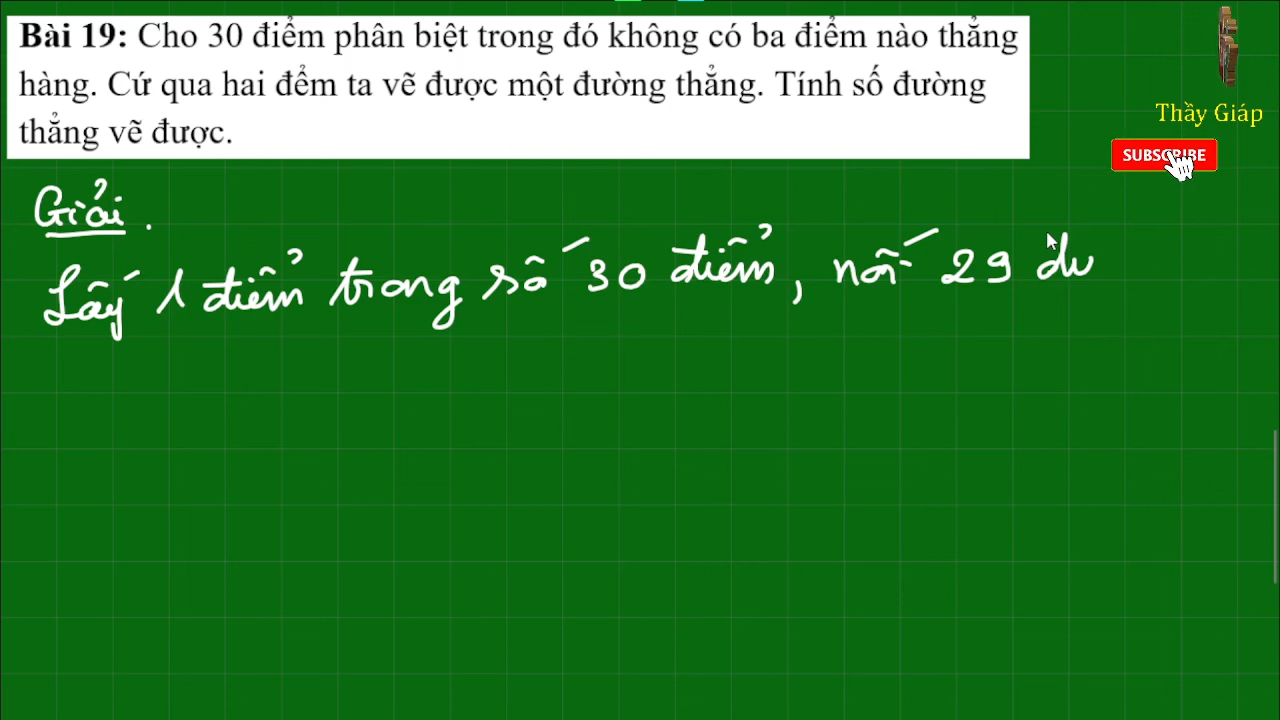 Bài 19: Cho 30 điểm phân biệt trong đó không có ba điểm nào thẳng
hàng. Cứ qua hai đểm ta vẽ được một đường thẳng. Tính số đường
thẳng vẽ được.
Thầy Giáp
SUBSCRIBE
Giải.
Lấy 1 điểm trong số 30 điểm, nối 29 đư